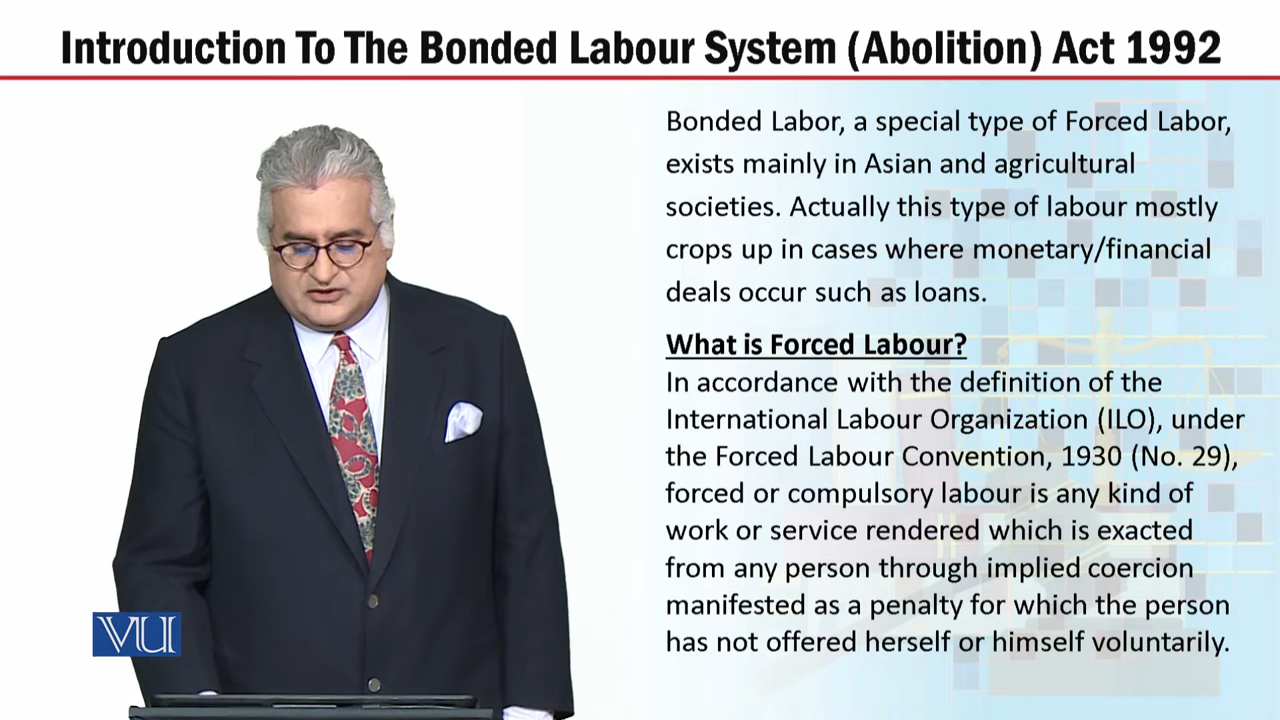 Introduction To The Bonded Labour System (Abolition) Act 1992
Bonded Labor, a special type of Forced Labor,
exists mainly in Asian and agricultural
societies. Actually this type of labour mostly
crops up in cases where monetary/financial
deals occur such as loans.
What is Forced Labour?
In accordance with the definition of the
International Labour Organization (ILO), under
the Forced Labour Convention, 1930 (No. 29),
forced or compulsory labour is any kind of
work or service rendered which is exacted
from any person through implied coercion
manifested as a penalty for which the person
has not offered herself or himself voluntarily.
VU